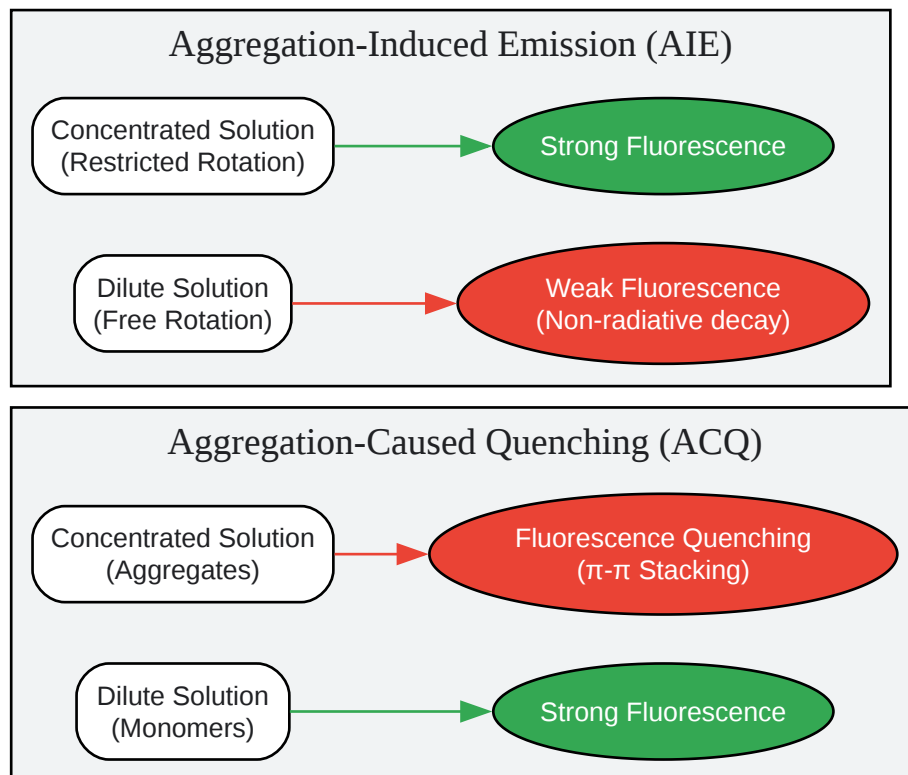 Aggregation-Induced Emission (AIE)
Concentrated Solution
(Restricted Rotation)
Strong Fluorescence
Dilute Solution
(Free Rotation)
Weak Fluorescence
(Non-radiative decay)
Aggregation-Caused Quenching (ACQ)
Concentrated Solution
(Aggregates)
Fluorescence Quenching
(π-π Stacking)
Dilute Solution
(Monomers)
Strong Fluorescence